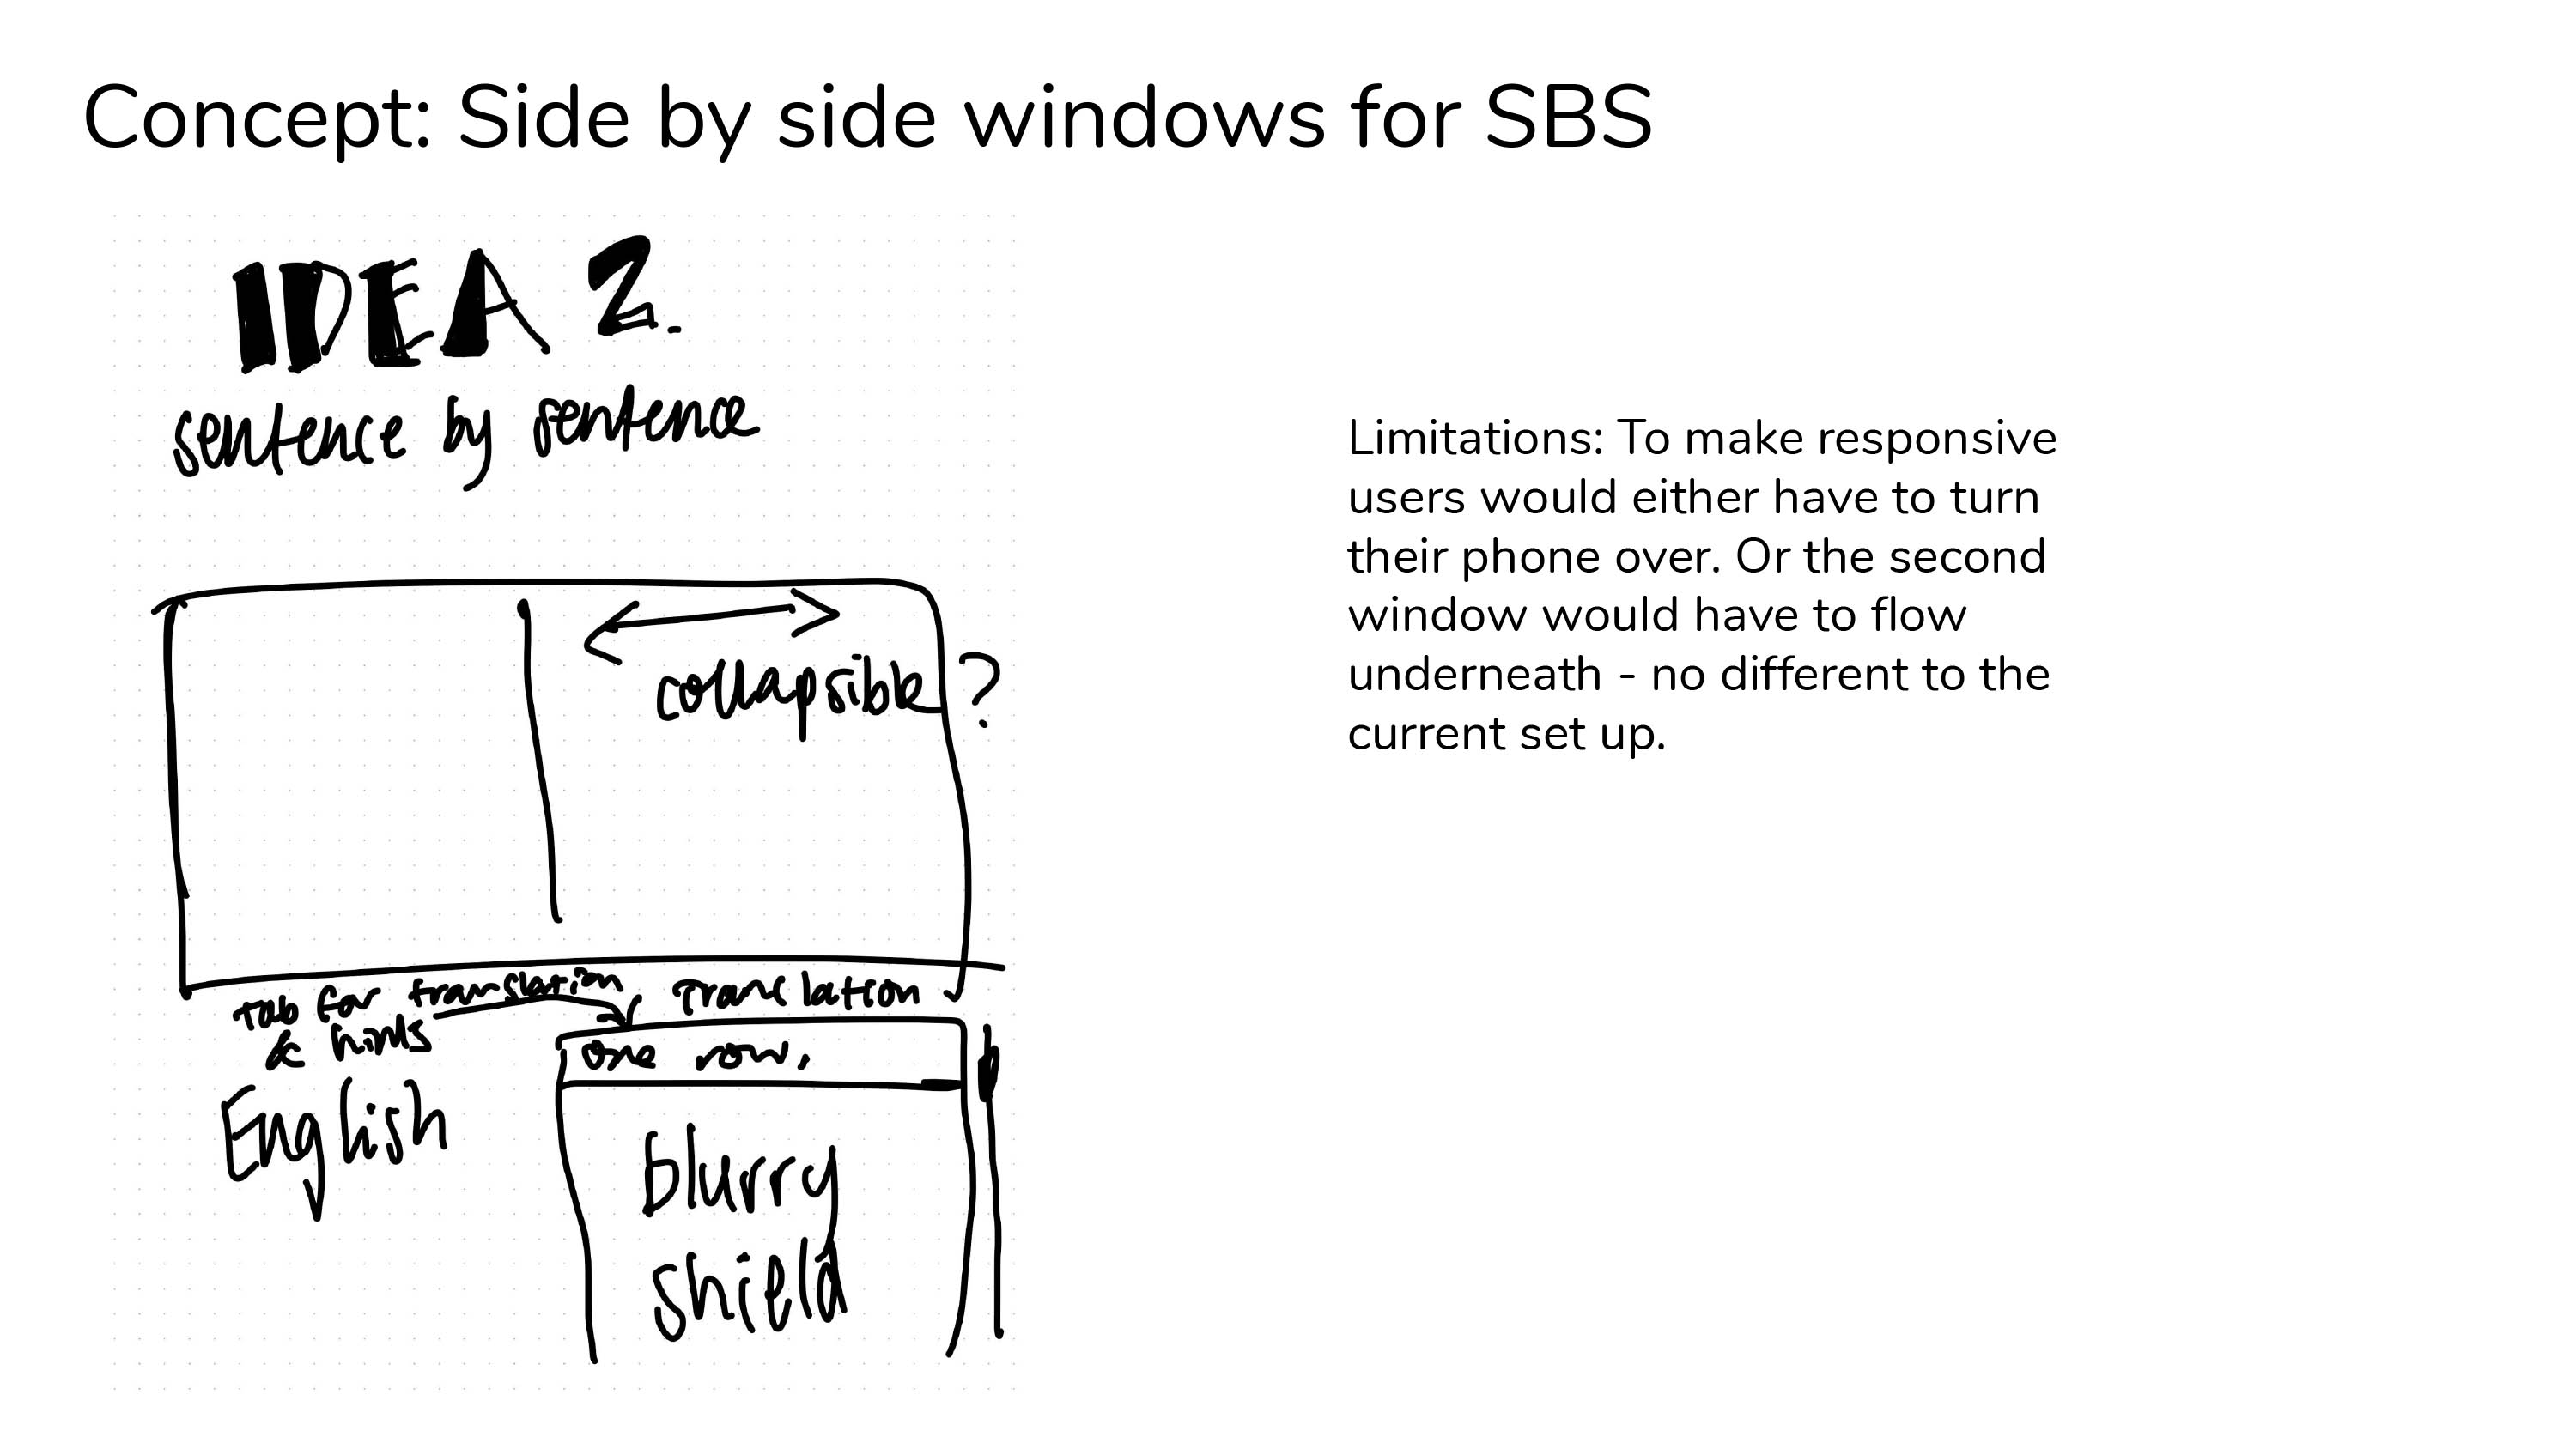 Concept: Side by side windows for SBS
IDEA 2.
sentence by sentence
collapsible?
tab for translation
& hints
Translation
one row.
English
blurry
shield
Limitations: To make responsive
users would either have to turn
their phone over. Or the second
window would have to flow
underneath - no different to the
current set up.